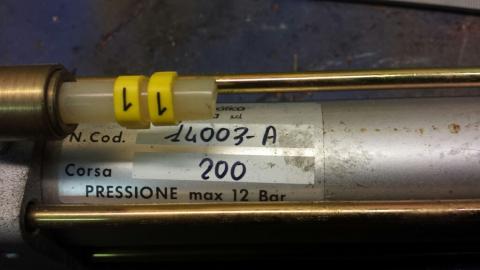 1 1
N.Cod. 14003-A
Corsa 200
PRESSIONE max 12 Bar